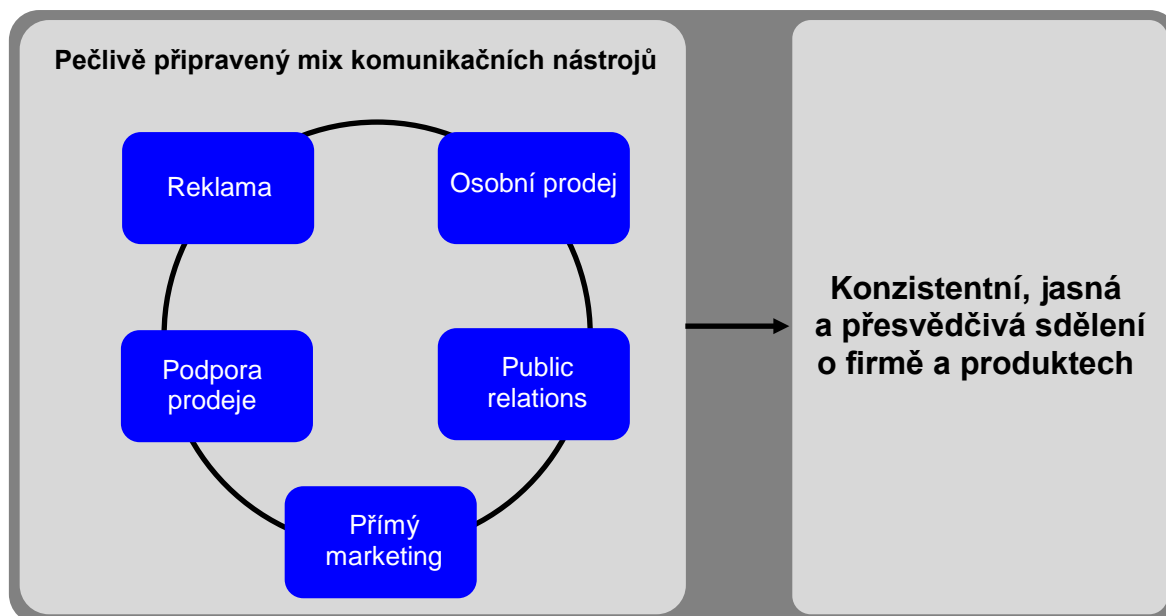 Pečlivě připravený mix komunikačních nástrojů
Reklama
Osobní prodej
Podpora
prodeje
Public
relations
Přímý
marketing
Konzistentní, jasná
a přesvědčivá sdělení
o firmě a produktech